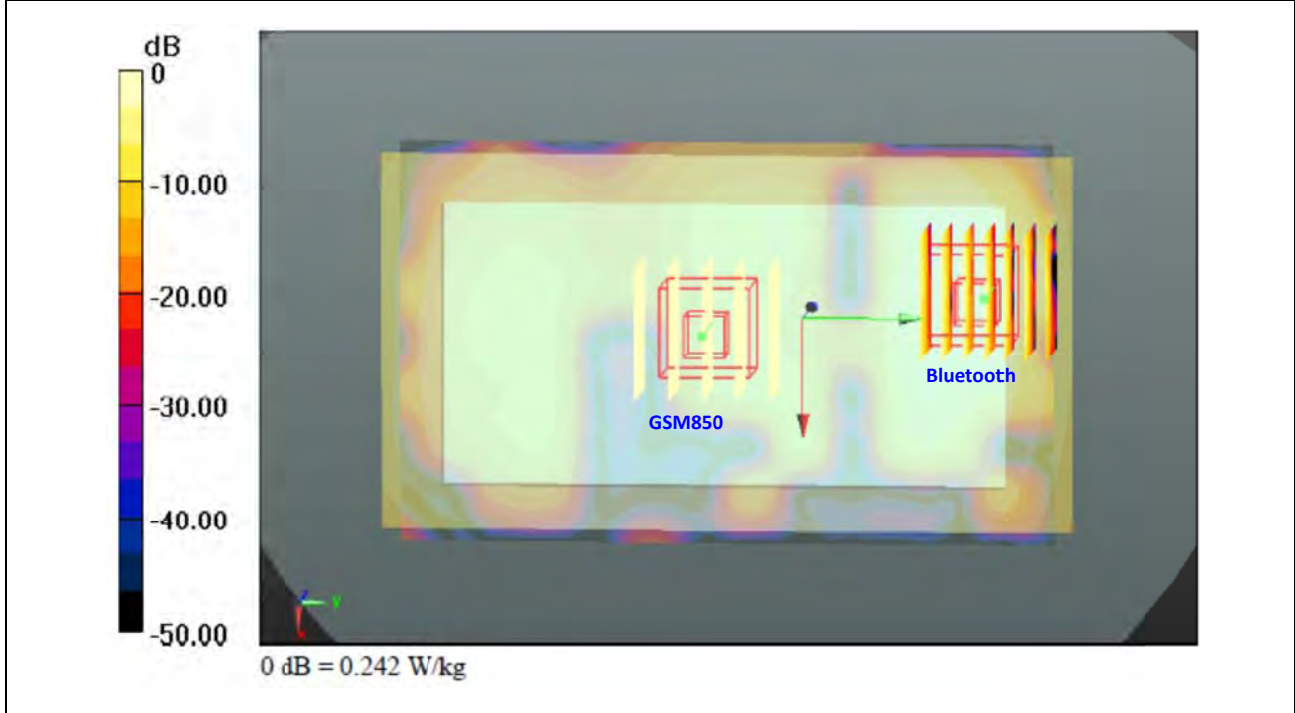 dB
0
-10.00
-20.00
-30.00
-40.00
-50.00
Bluetooth
GSM850
z
y
x
0 dB = 0.242 W/kg